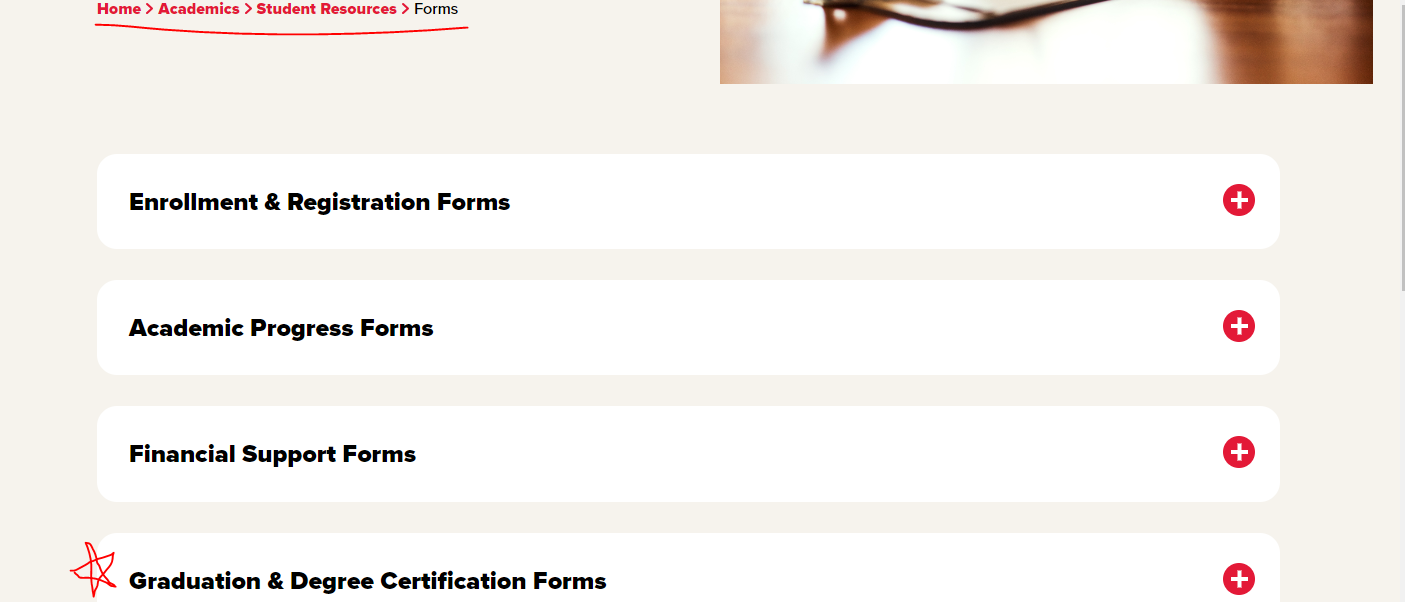 Home > Academics > Student Resources > Forms
Enrollment & Registration Forms
Academic Progress Forms
Financial Support Forms
Graduation & Degree Certification Forms